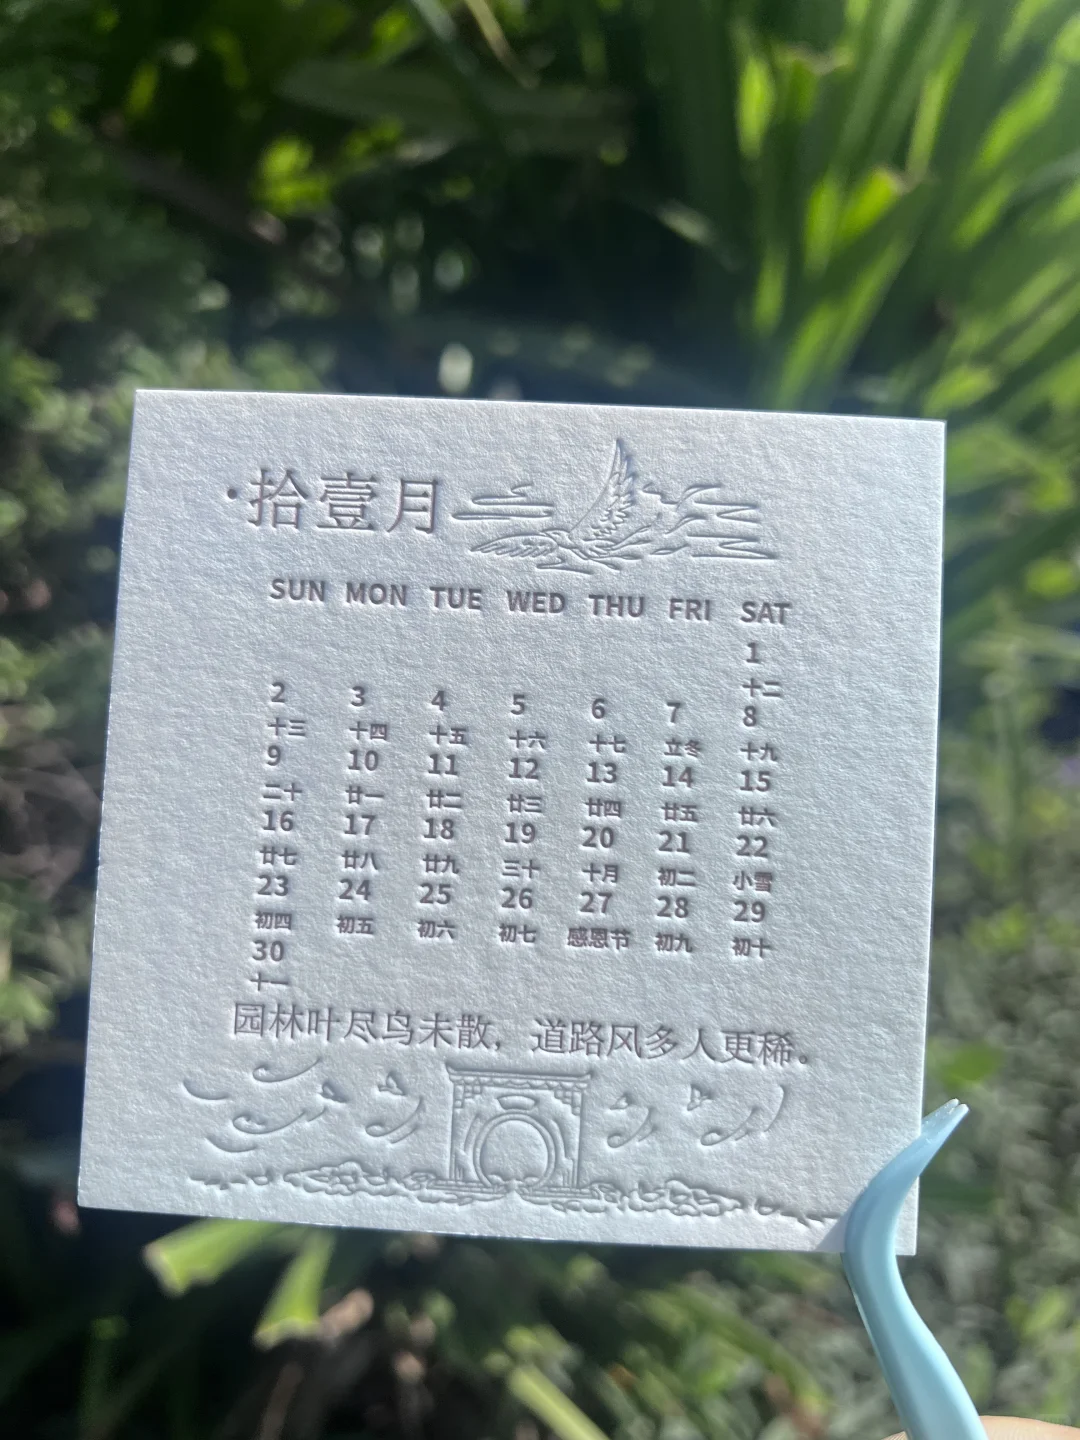 ·拾壹月
SUN MON TUE WED THU FRI SAT
1
十二
2 3 4 5 6 7 8
十三 十四 十五 十六 十七 立冬 十九
9 10 11 12 13 14 15
二十 廿一 廿二 廿三 廿四 廿五 廿六
16 17 18 19 20 21 22
廿七 廿八 廿九 三十 十月 初二 小雪
23 24 25 26 27 28 29
初四 初五 初六 初七 感恩节 初九 初十
30
十一
园林叶尽鸟未散，道路风多人更稀。